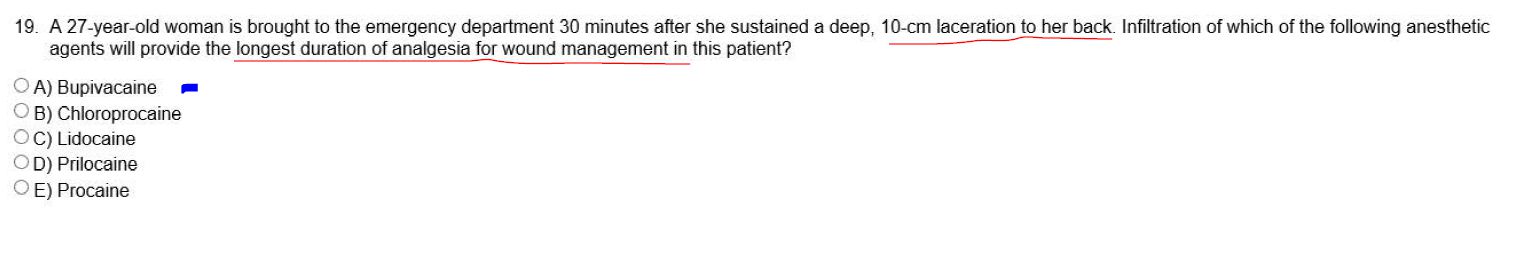 19. A 27-year-old woman is brought to the emergency department 30 minutes after she sustained a deep, 10-cm laceration to her back. Infiltration of which of the following anesthetic
agents will provide the longest duration of analgesia for wound management in this patient?
A) Bupivacaine
B) Chloroprocaine
C) Lidocaine
D) Prilocaine
E) Procaine